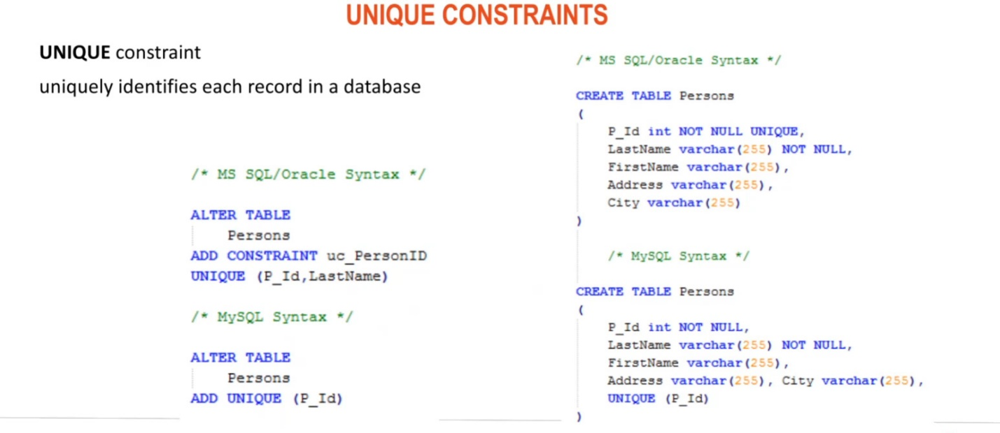 UNIQUE CONSTRAINTS
UNIQUE constraint
uniquely identifies each record in a database
/* MS SQL/Oracle Syntax */
ALTER TABLE
Persons
ADD CONSTRAINT uc_PersonID
UNIQUE (P_Id,LastName)
/* MySQL Syntax */
ALTER TABLE
Persons
ADD UNIQUE (P_Id)
/* MS SQL/Oracle Syntax */
CREATE TABLE Persons
(
P_Id int NOT NULL UNIQUE,
LastName varchar(255) NOT NULL,
FirstName varchar(255),
Address varchar(255),
City varchar(255)
)
/* MySQL Syntax */
CREATE TABLE Persons
(
P_Id int NOT NULL,
LastName varchar(255) NOT NULL,
FirstName varchar(255),
Address varchar(255), City varchar(255),
UNIQUE (P_Id)
)